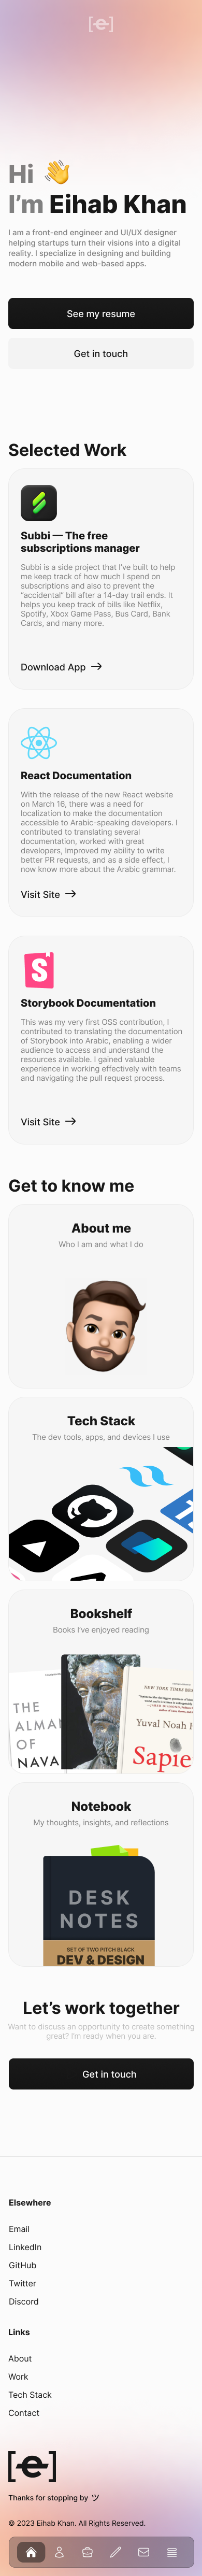 [e]
Hi 👋
I'm Eihab Khan
I am a front-end engineer and UI/UX designer
helping startups turn their visions into a digital
reality. I specialize in designing and building
modern mobile and web-based apps.
See my resume
Get in touch
Selected Work
Subbi — The free
subscriptions manager
Subbi is a side project that I've built to help
me keep track of how much I spend on
subscriptions and also to prevent the
"accidental" bill after a 14-day trail ends. It
helps you keep track of bills like Netflix,
Spotify, Xbox Game Pass, Bus Card, Bank
Cards, and many more.
Download App →
React Documentation
With the release of the new React website
on March 16, there was a need for
localization to make the documentation
accessible to Arabic-speaking developers. I
contributed to translating several
documentation, worked with great
developers, Improved my ability to write
better PR requests, and as a side effect, I
now know more about the Arabic grammar.
Visit Site →
S
Storybook Documentation
This was my very first OSS contribution, I
contributed to translating the documentation
of Storybook into Arabic, enabling a wider
audience to access and understand the
resources available. I gained valuable
experience in working effectively with teams
and navigating the pull request process.
Visit Site →
Get to know me
About me
Who I am and what I do
Tech Stack
The dev tools, apps, and devices I use
Bookshelf
Books I've enjoyed reading
THE
ALMAN
OF
NAVA
NEW YORK TIMES BES
Yuval Noah H
Sapie
Notebook
My thoughts, insights, and reflections
DESK
NOTES
SET OF TWO PITCH BLACK
DEV & DESIGN
Let's work together
Want to discuss an opportunity to create something
great? I'm ready when you are.
Get in touch
Elsewhere
Email
LinkedIn
GitHub
Twitter
Discord
Links
About
Work
Tech Stack
Contact
[e]
Thanks for stopping by ツ
© 2023 Eihab Khan. All Rights Reserved.